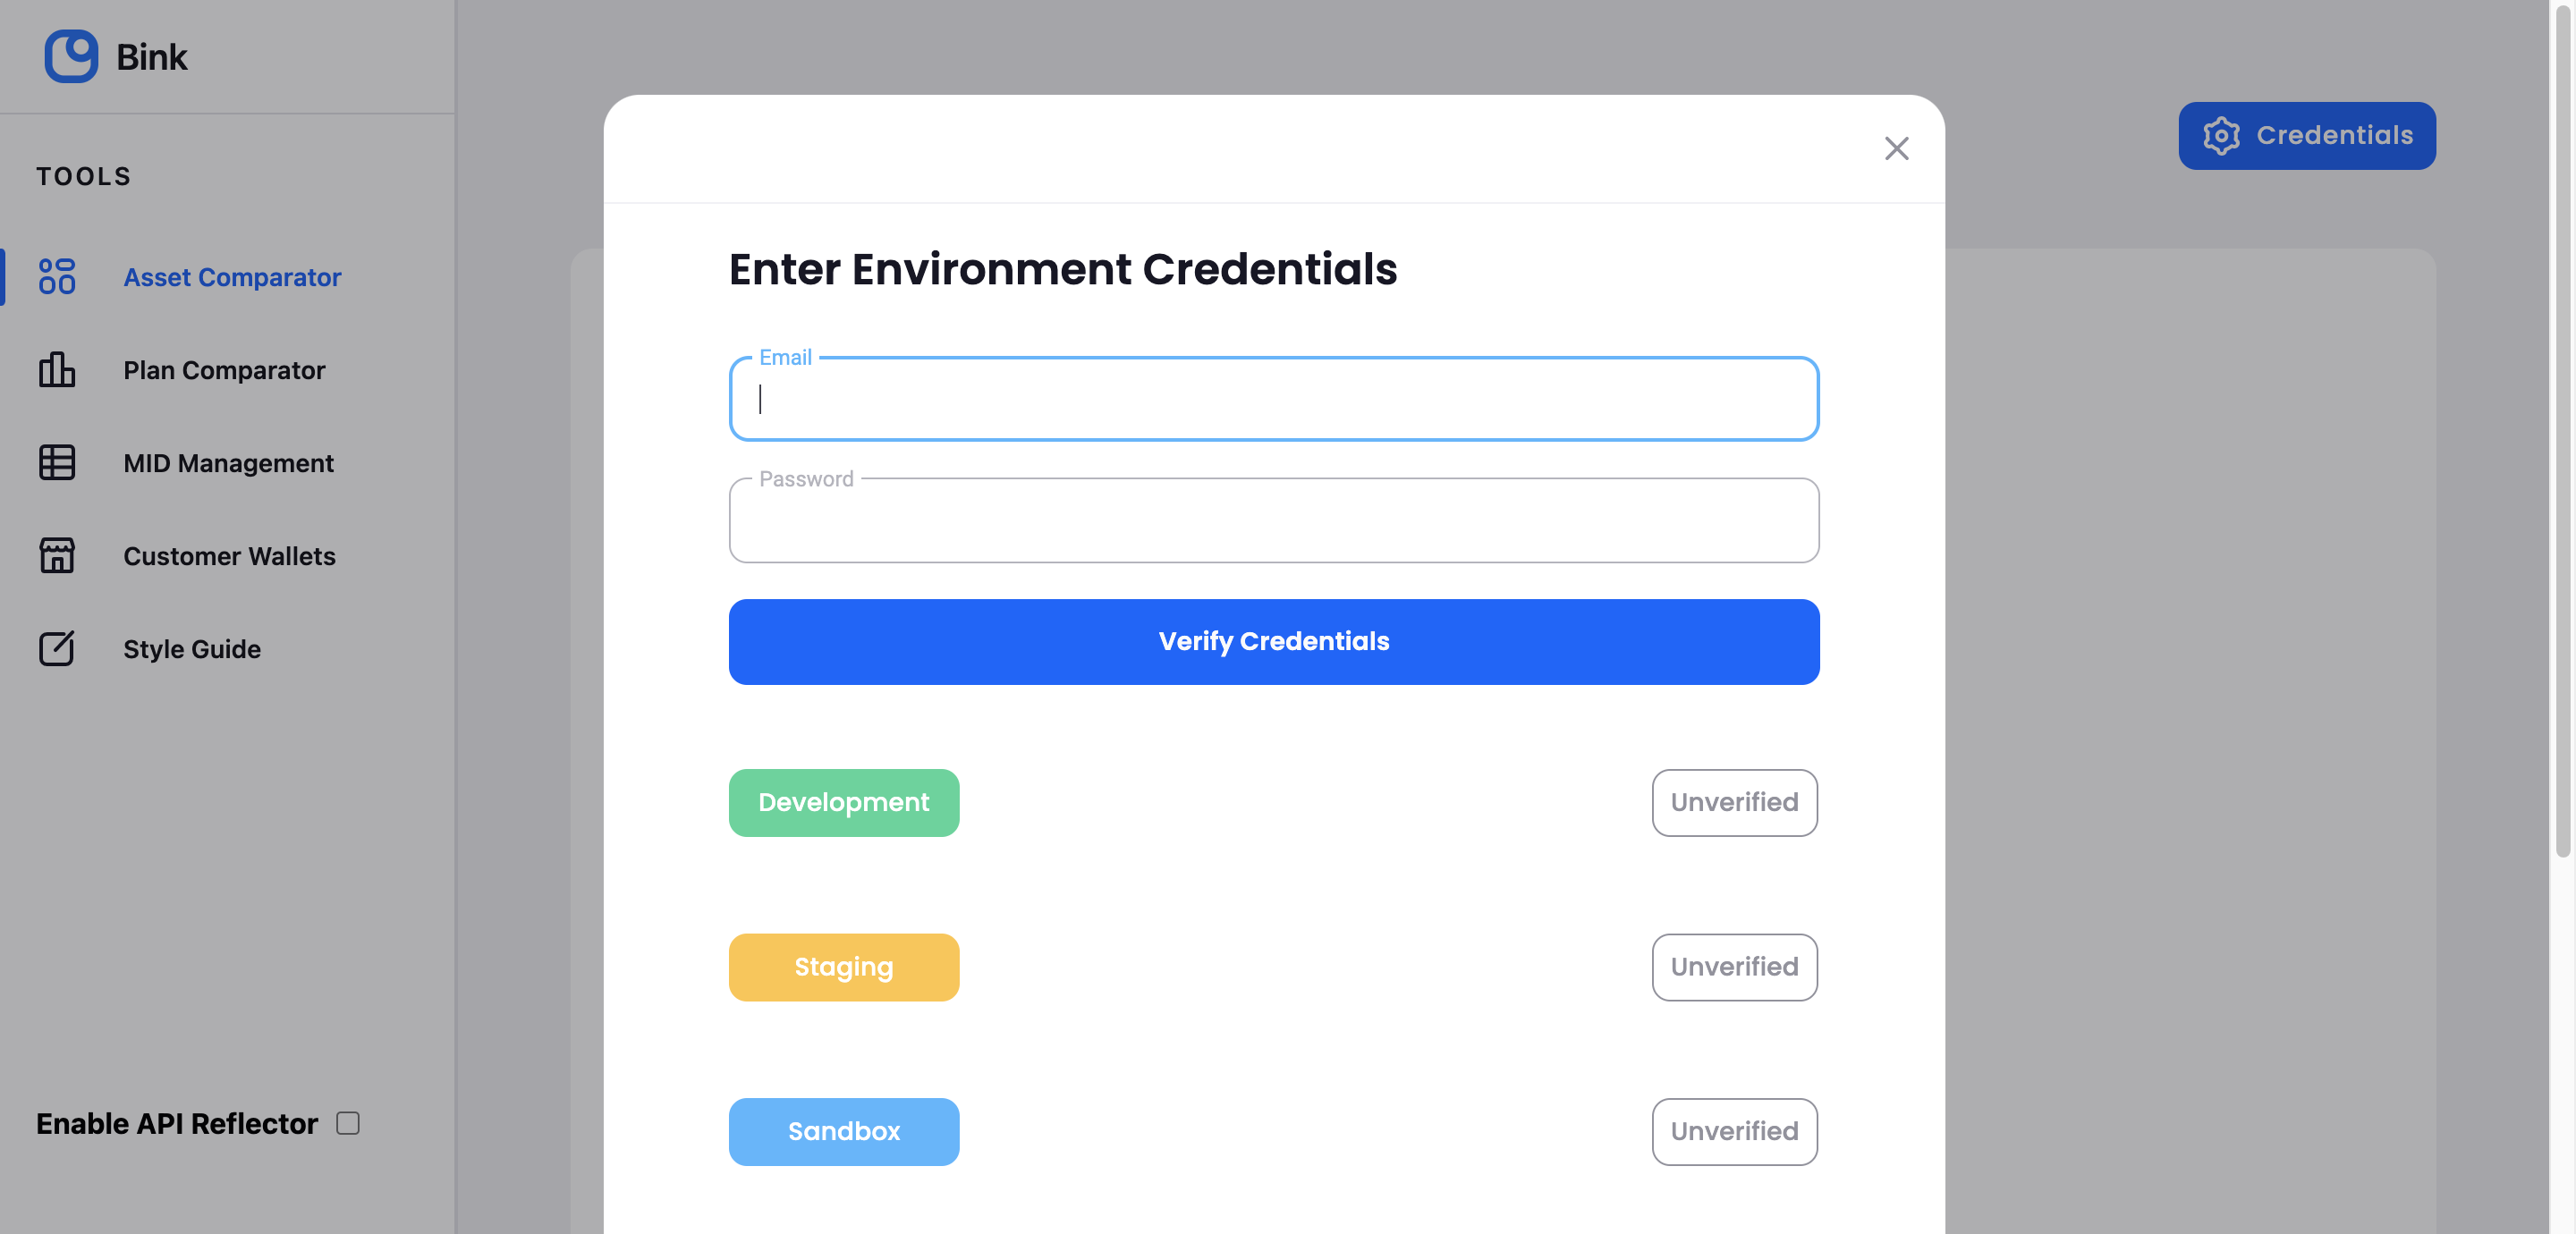 Bink
TOOLS
Asset Comparator
Plan Comparator
MID Management
Customer Wallets
Style Guide
Enable API Reflector
Credentials
Enter Environment Credentials
Email
Password
Verify Credentials
Development
Unverified
Staging
Unverified
Sandbox
Unverified